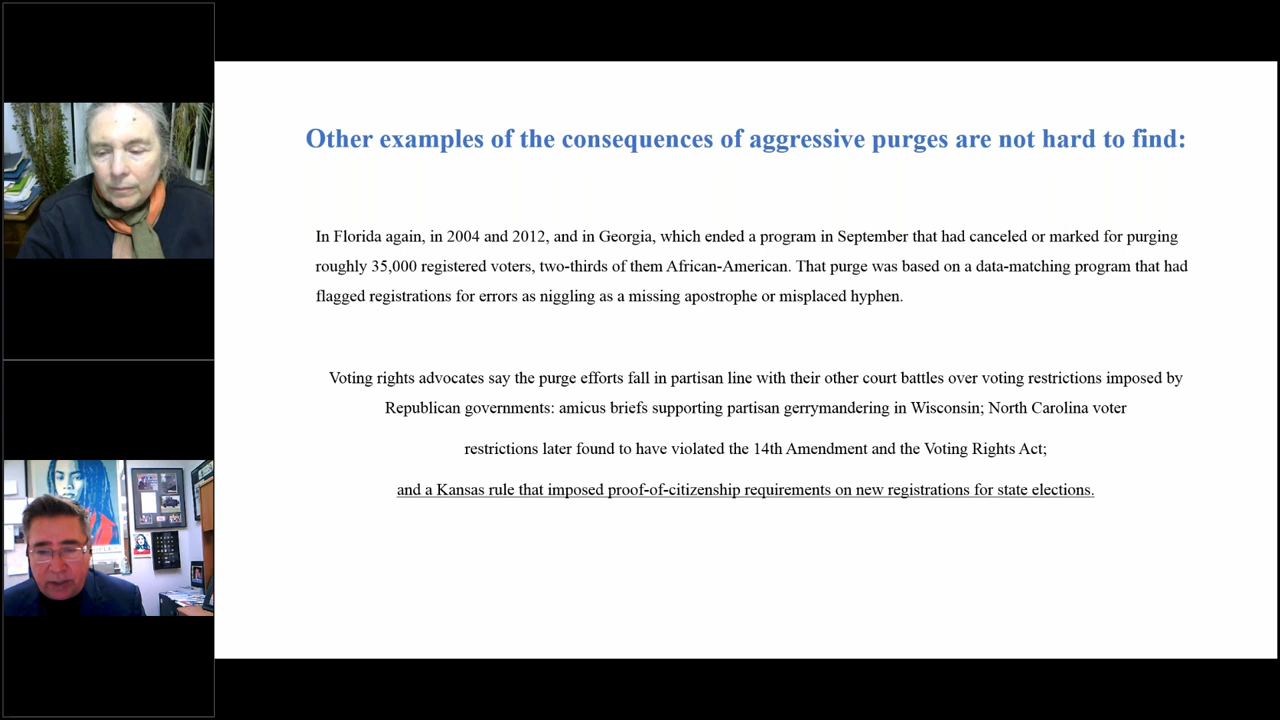 Other examples of the consequences of aggressive purges are not hard to find:
In Florida again, in 2004 and 2012, and in Georgia, which ended a program in September that had canceled or marked for purging
roughly 35,000 registered voters, two-thirds of them African-American. That purge was based on a data-matching program that had
flagged registrations for errors as niggling as a missing apostrophe or misplaced hyphen.
Voting rights advocates say the purge efforts fall in partisan line with their other court battles over voting restrictions imposed by
Republican governments: amicus briefs supporting partisan gerrymandering in Wisconsin; North Carolina voter
restrictions later found to have violated the 14th Amendment and the Voting Rights Act;
and a Kansas rule that imposed proof-of-citizenship requirements on new registrations for state elections.